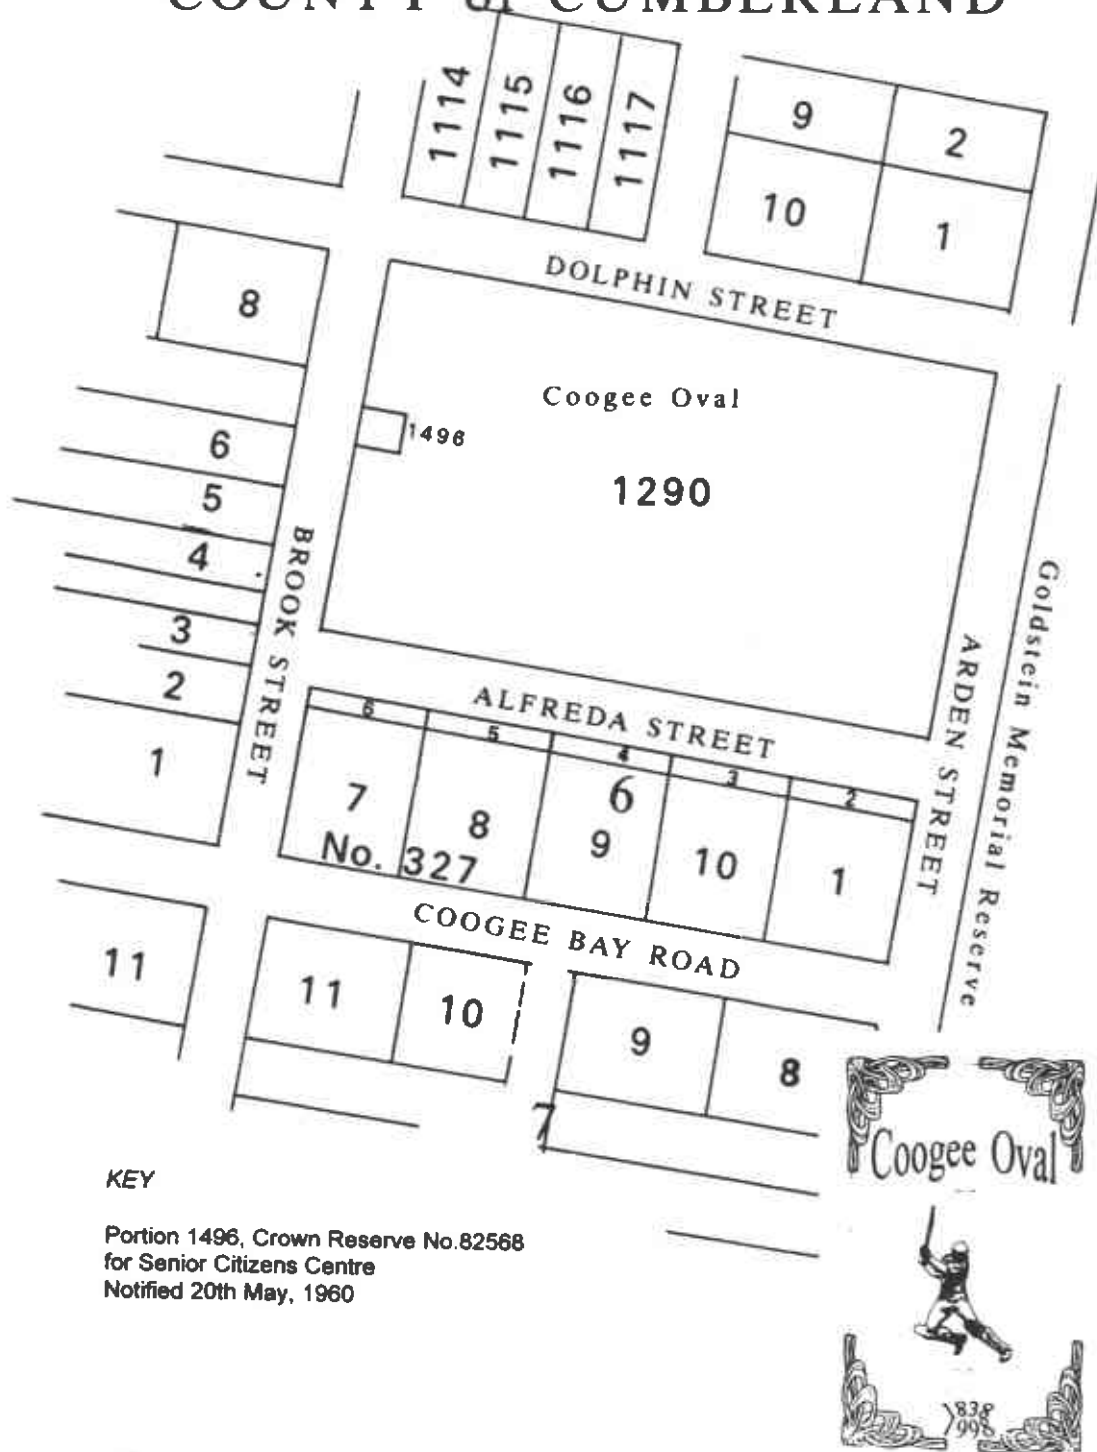 COUNTY of CUMBERLAND
1114
1115
1116
1117
9
2
10
1
DOLPHIN STREET
8
Coogee Oval
1496
1290
6
5
4
3
2
1
BROOK STREET
ARDEN STREET
Goldstein Memorial Reserve
ALFREDA STREET
6
5
4
3
2
6
7
8
9
10
1
No. 327
COOGEE BAY ROAD
11
11
10
9
8
7
Coogee Oval
KEY
Portion 1496, Crown Reserve No.82568
for Senior Citizens Centre
Notified 20th May, 1960
838
998